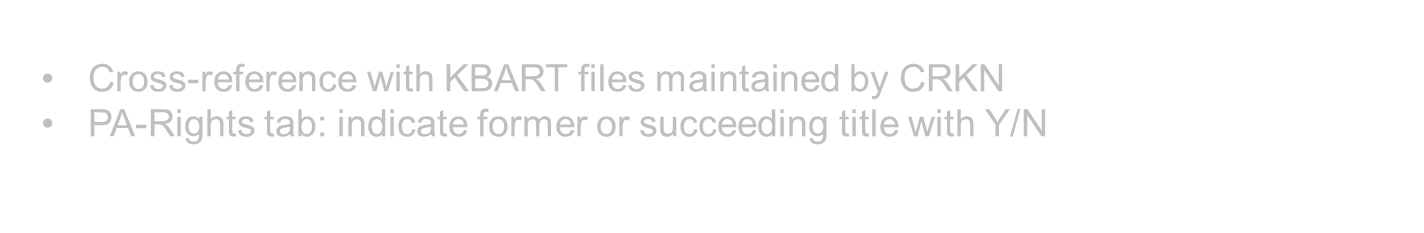 • Cross-reference with KBART files maintained by CRKN
• PA-Rights tab: indicate former or succeeding title with Y/N